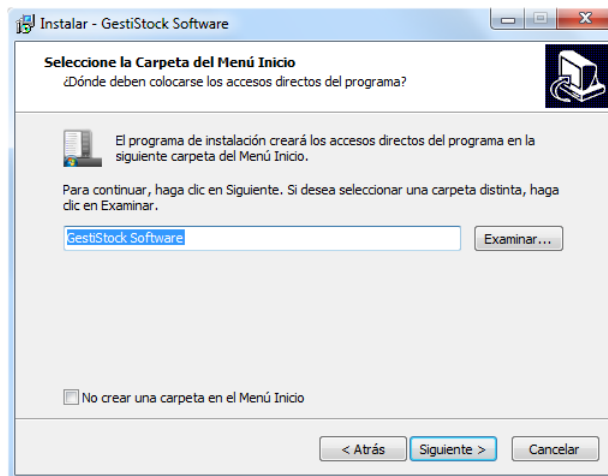 Instalar - GestiStock Software
Seleccione la Carpeta del Menú Inicio
¿Dónde deben colocarse los accesos directos del programa?
El programa de instalación creará los accesos directos del programa en la
siguiente carpeta del Menú Inicio.
Para continuar, haga clic en Siguiente. Si desea seleccionar una carpeta distinta, haga
clic en Examinar.
GestiStock Software
Examinar...
No crear una carpeta en el Menú Inicio
< Atrás
Siguiente >
Cancelar